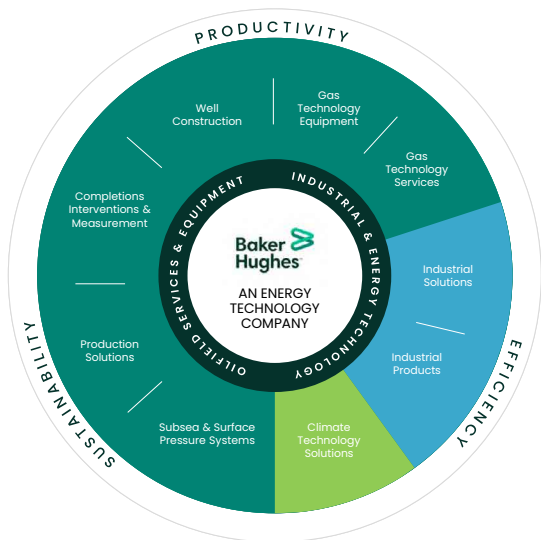 PRODUCTIVITY
Well
Construction
Gas
Technology
Equipment
Gas
Technology
Services
Completions
Interventions &
Measurement
OILFIELD SERVICES & EQUIPMENT
INDUSTRIAL & ENERGY TECHNOLOGY
Baker
Hughes
AN ENERGY
TECHNOLOGY
COMPANY
Industrial
Solutions
Production
Solutions
Industrial
Products
SUSTAINABILITY
EFFICIENCY
Subsea & Surface
Pressure Systems
Climate
Technology
Solutions